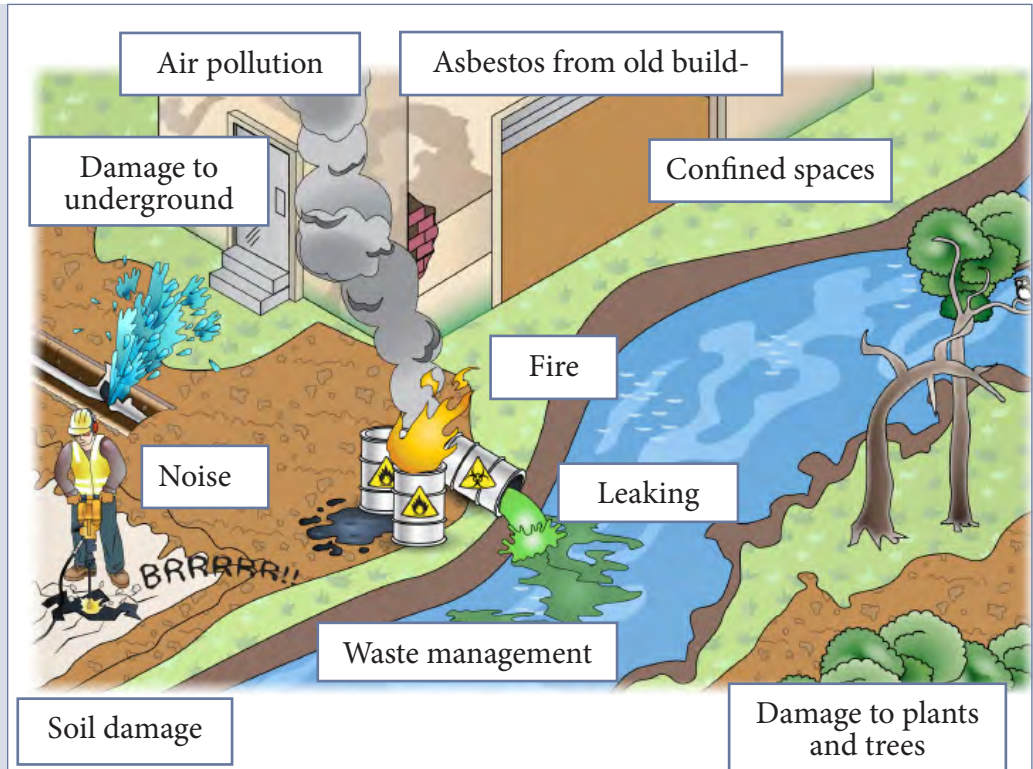 Air pollution
Asbestos from old build-
Damage to
underground
Confined spaces
Fire
Noise
Leaking
BRRRRR!!
Waste management
Soil damage
Damage to plants
and trees